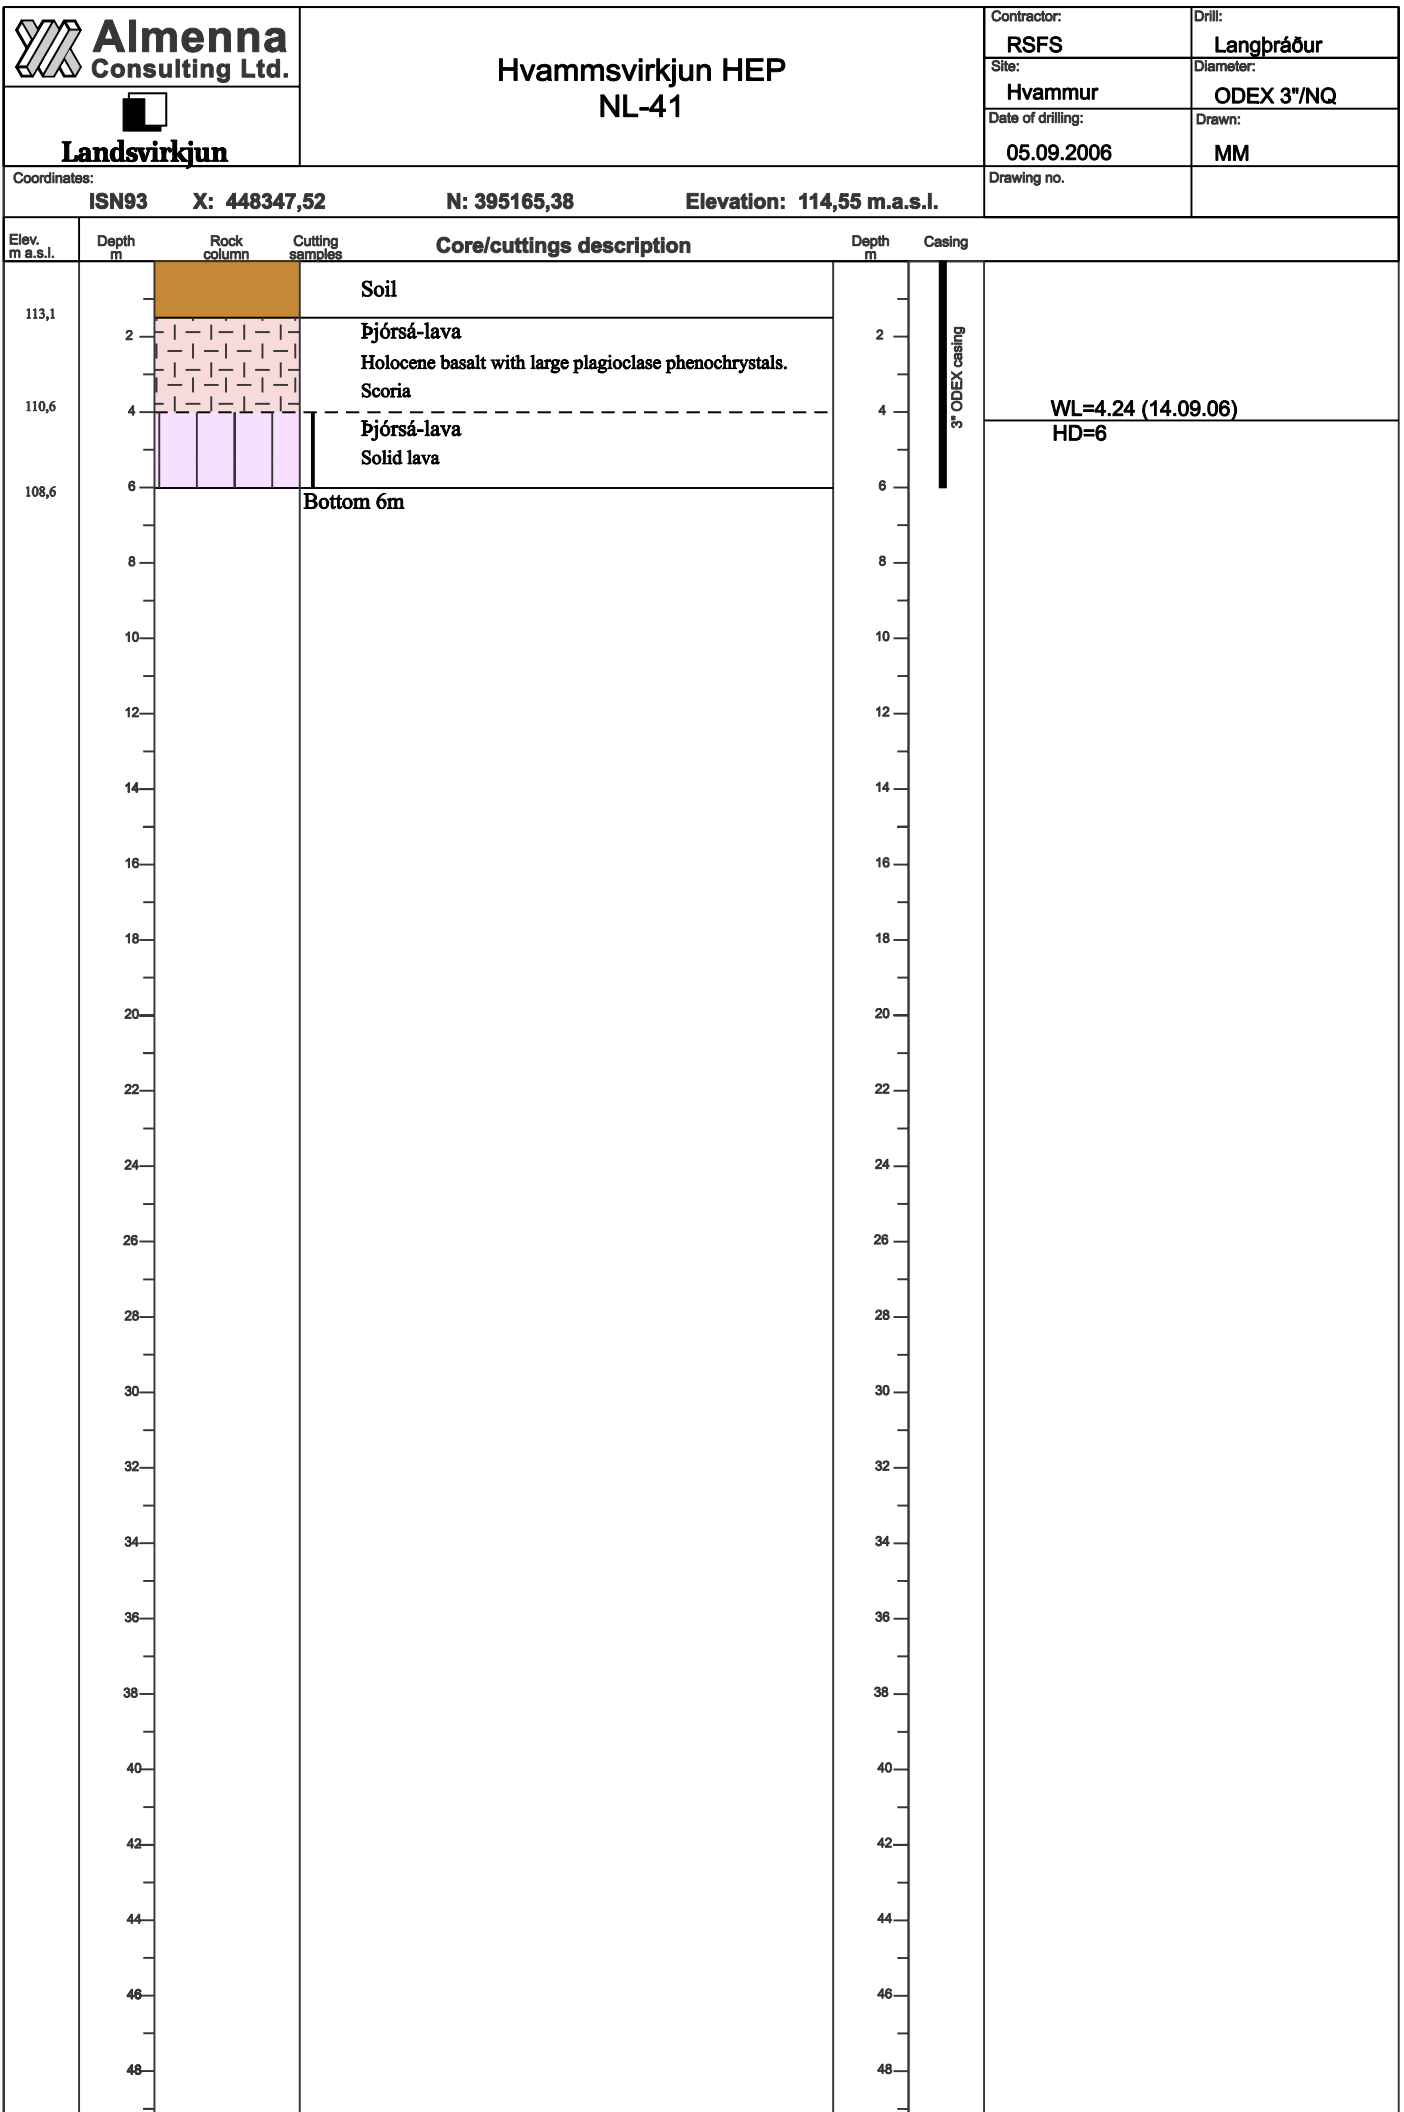 Almenna
Consulting Ltd.
Landsvirkjun
Hvammsvirkjun HEP
NL-41
Contractor:
RSFS
Drill:
Langþráður
Site:
Hvammur
Diameter:
ODEX 3"/NQ
Date of drilling:
05.09.2006
Drawn:
MM
Coordinates:
ISN93 X: 448347,52 N: 395165,38 Elevation: 114,55 m.a.s.l.
Drawing no.
Elev.
m a.s.l.
Depth
m
Rock
column
Cutting
samples
Core/cuttings description
Depth
m
Casing
Soil
113,1
2
Þjórsá-lava
Holocene basalt with large plagioclase phenochrystals.
Scoria
2
3" ODEX casing
110,6
4
4
WL=4.24 (14.09.06)
HD=6
Þjórsá-lava
Solid lava
108,6
6
6
Bottom 6m
8
8
10
10
12
12
14
14
16
16
18
18
20
20
22
22
24
24
26
26
28
28
30
30
32
32
34
34
36
36
38
38
40
40
42
42
44
44
46
46
48
48